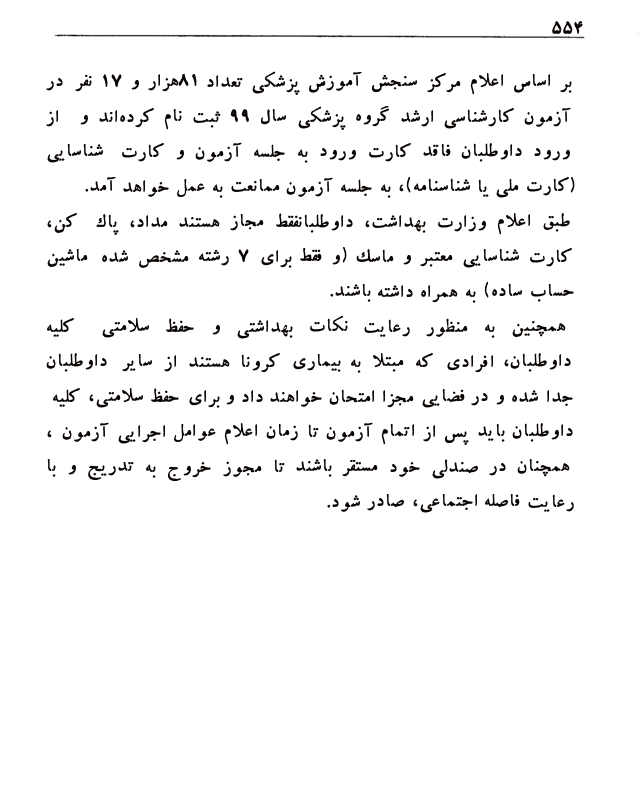 ۵۵۴
بر اساس اعلام مرکز سنجش آموزش پزشکی تعداد ۸۱هزار و ۱۷ نفر در
آزمون کارشناسی ارشد گروه پزشکی سال ۹۹ ثبت نام کرده‌اند و از
ورود داوطلبان فاقد کارت ورود به جلسه آزمون و کارت شناسایی
(کارت ملی یا شناسنامه)، به جلسه آزمون ممانعت به عمل خواهد آمد.
طبق اعلام وزارت بهداشت، داوطلبانفقط مجاز هستند مداد، پاك کن،
کارت شناسایی معتبر و ماسك (و فقط برای ۷ رشته مشخص شده ماشین
حساب ساده) به همراه داشته باشند.
همچنین به منظور رعایت نکات بهداشتی و حفظ سلامتی کلیه
داوطلبان، افرادی که مبتلا به بیماری کرونا هستند از سایر داوطلبان
جدا شده و در فضایی مجزا امتحان خواهند داد و برای حفظ سلامتی، کلیه
داوطلبان باید پس از اتمام آزمون تا زمان اعلام عوامل اجرایی آزمون ،
همچنان در صندلی خود مستقر باشند تا مجوز خروج به تدریج و با
رعایت فاصله اجتماعی، صادر شود.